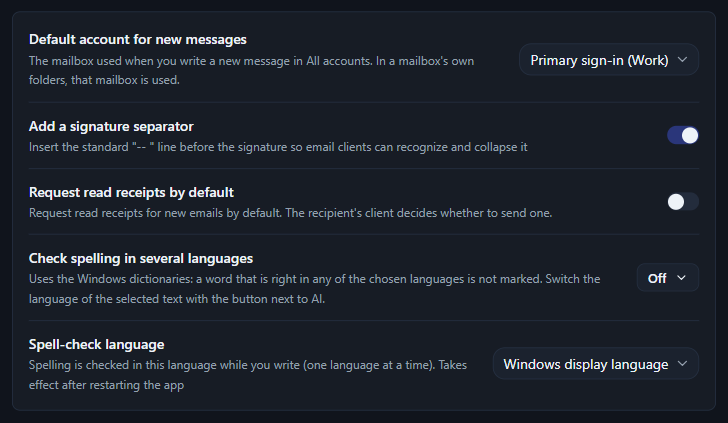 Default account for new messages
The mailbox used when you write a new message in All accounts. In a mailbox's own
folders, that mailbox is used.
Primary sign-in (Work)
Add a signature separator
Insert the standard "-- " line before the signature so email clients can recognize and collapse it
Request read receipts by default
Request read receipts for new emails by default. The recipient's client decides whether to send one.
Check spelling in several languages
Uses the Windows dictionaries: a word that is right in any of the chosen languages is not marked. Switch the
language of the selected text with the button next to AI.
Off
Spell-check language
Spelling is checked in this language while you write (one language at a time). Takes
effect after restarting the app
Windows display language